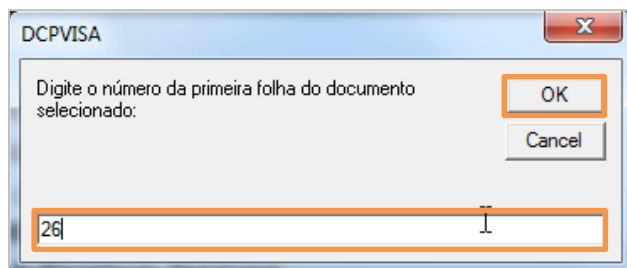 DCPVISA
Digite o número da primeira folha do documento
selecionado:
OK
Cancel
26